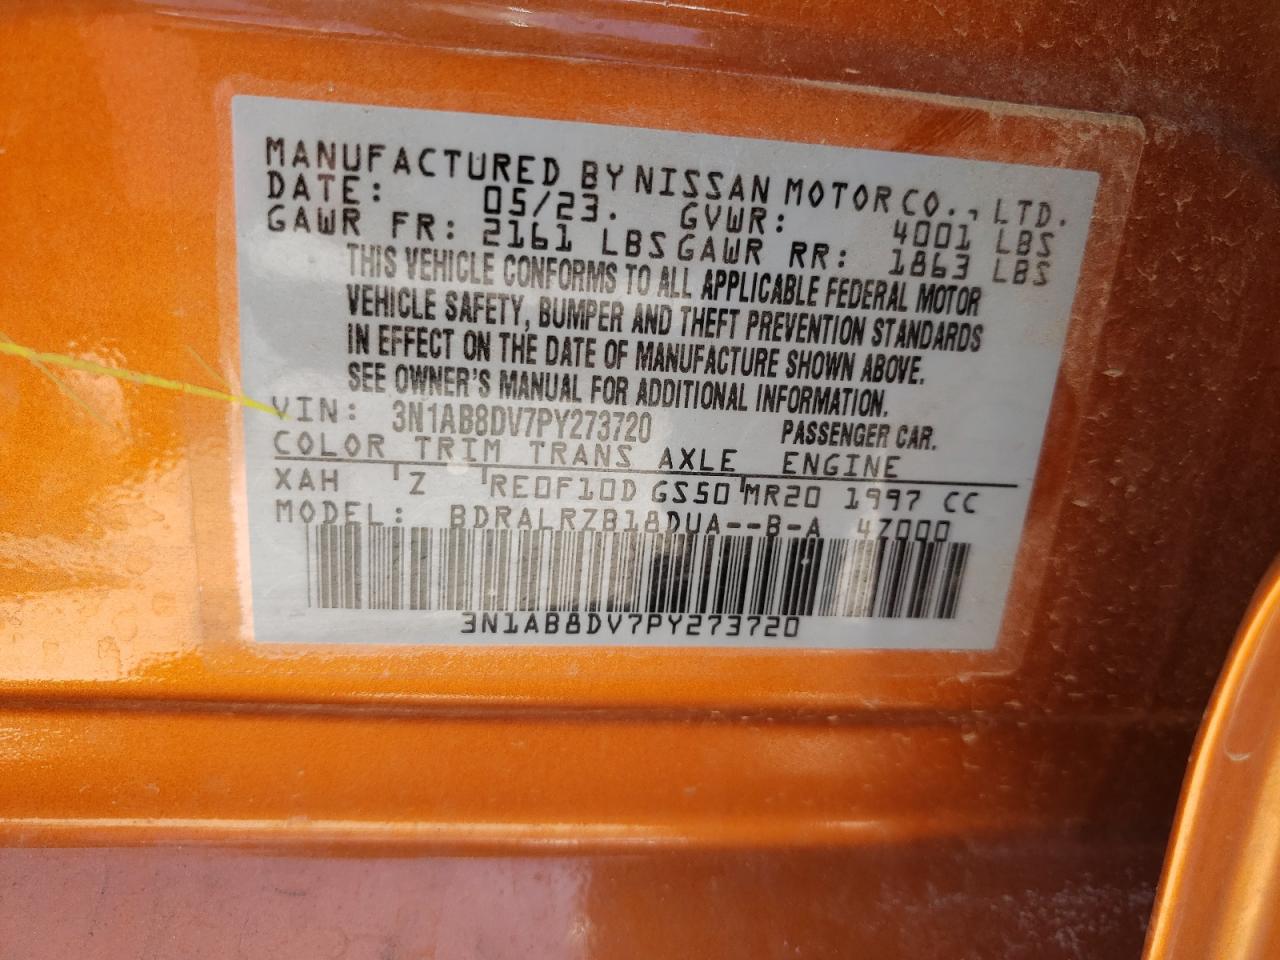 MANUFACTURED BY NISSAN MOTOR CO., LTD.
DATE: 05/23. GVWR: 4001 LBS
GAWR FR: 2161 LBS GAWR RR: 1863 LBS
THIS VEHICLE CONFORMS TO ALL APPLICABLE FEDERAL MOTOR
VEHICLE SAFETY, BUMPER AND THEFT PREVENTION STANDARDS
IN EFFECT ON THE DATE OF MANUFACTURE SHOWN ABOVE.
SEE OWNER'S MANUAL FOR ADDITIONAL INFORMATION.
VIN: 3N1AB8DV7PY273720 PASSENGER CAR.
COLOR TRIM TRANS AXLE ENGINE
XAH Z RE0F10D GS50 MR20 1997 CC
MODEL: BDRALRZB18DUA--B-A 4Z000
3N1AB8DV7PY273720